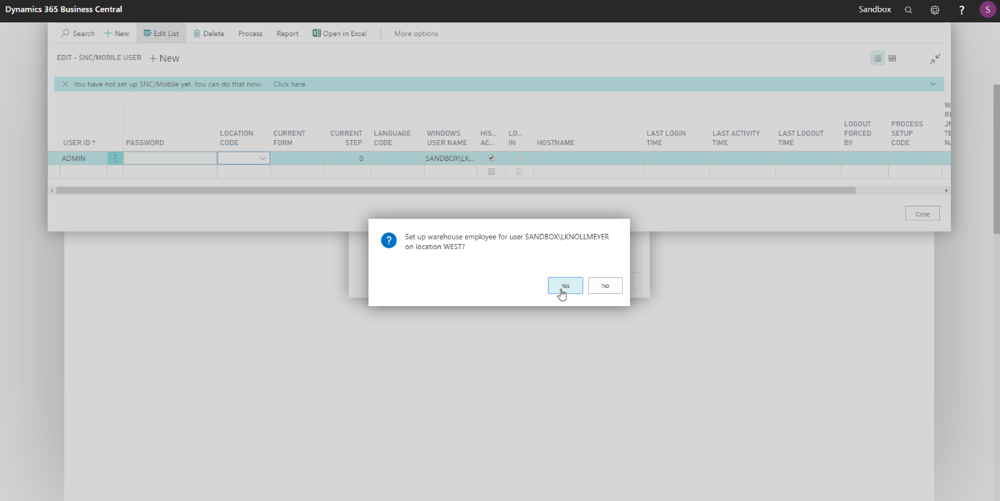 Dynamics 365 Business Central
Sandbox
?
S
Search
New
Edit List
Delete
Process
Report
Open in Excel
More options
EDIT - SNC/MOBILE USER
+ New
You have not set up SNC/Mobile yet. You can do that now. Click here
USER ID ↑
PASSWORD
LOCATION
CODE
CURRENT
FORM
CURRENT
STEP
LANGUAGE
CODE
WINDOWS
USER NAME
HIS...
AC...
LO...
IN
HOSTNAME
LAST LOGIN
TIME
LAST ACTIVITY
TIME
LAST LOGOUT
TIME
LOGOUT
FORCED
BY
PROCESS
SETUP
CODE
ADMIN
0
SANDBOX\LK...
Close
?
Set up warehouse employee for user SANDBOX\LKNOLLMEYER
on location WEST?
Yes
No